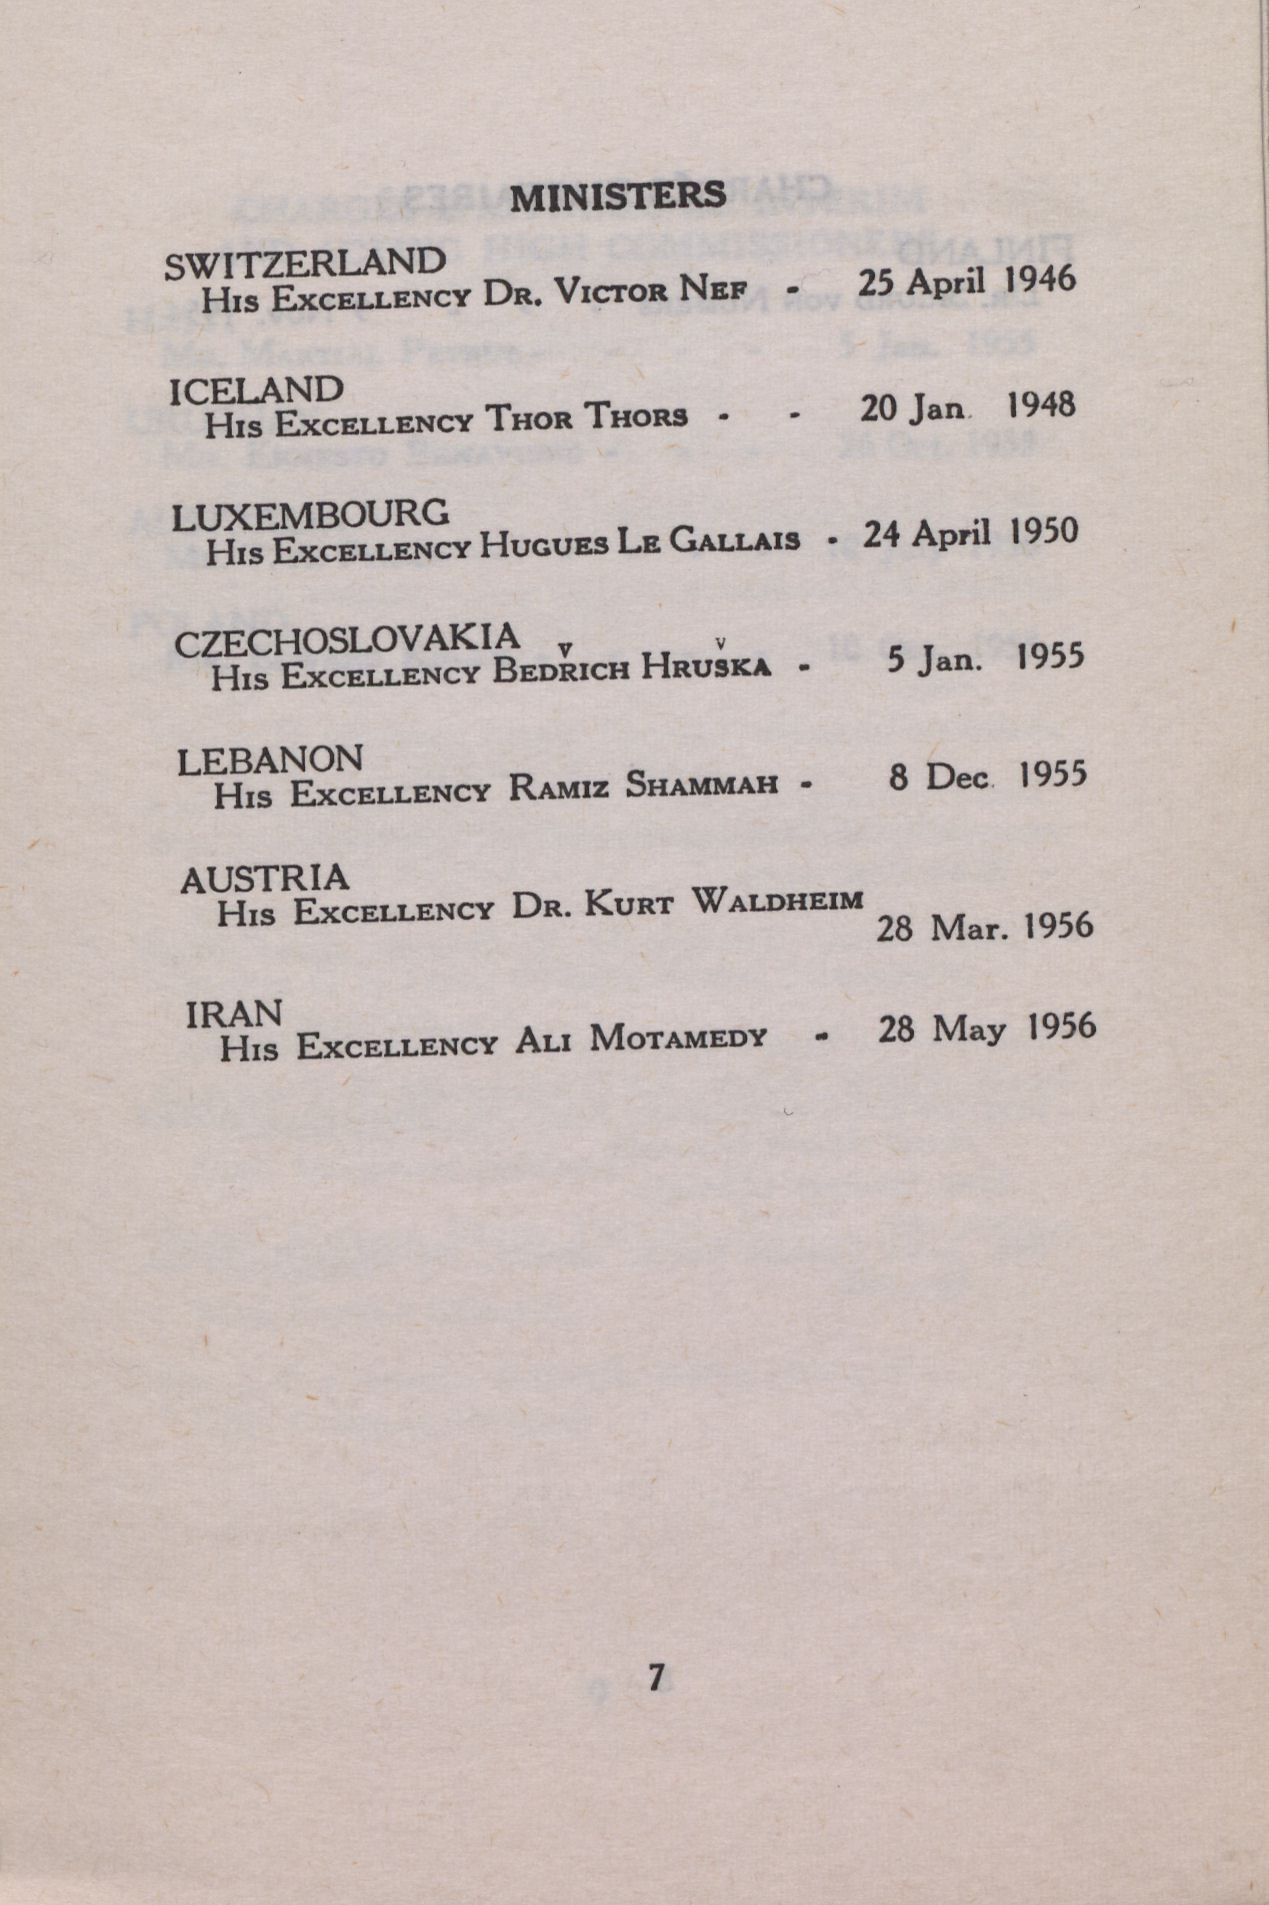 MINISTERS
SWITZERLAND
HIS EXCELLENCY DR. VICTOR NEF - 25 April 1946
ICELAND
HIS EXCELLENCY THOR THORS - - 20 Jan. 1948
LUXEMBOURG
HIS EXCELLENCY HUGUES LE GALLAIS - 24 April 1950
CZECHOSLOVAKIA
HIS EXCELLENCY BEDŘICH HRUŠKA - 5 Jan. 1955
LEBANON
HIS EXCELLENCY RAMIZ SHAMMAH - 8 Dec. 1955
AUSTRIA
HIS EXCELLENCY DR. KURT WALDHEIM
28 Mar. 1956
IRAN
HIS EXCELLENCY ALI MOTAMEDY - 28 May 1956
7